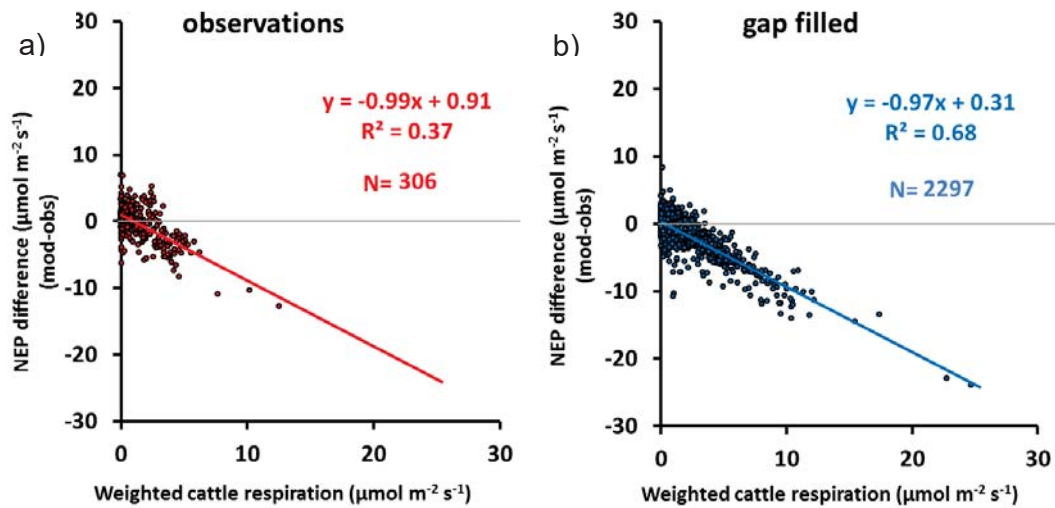 a)
observations
30
20
10
0
-10
-20
-30
NEP difference (µmol m⁻² s⁻¹)
(mod-obs)
y = -0.99x + 0.91
R² = 0.37
N= 306
0 10 20 30
Weighted cattle respiration (µmol m⁻² s⁻¹)
b)
gap filled
30
20
10
0
-10
-20
-30
NEP difference (µmol m⁻² s⁻¹)
(mod-obs)
y = -0.97x + 0.31
R² = 0.68
N= 2297
0 10 20 30
Weighted cattle respiration (µmol m⁻² s⁻¹)